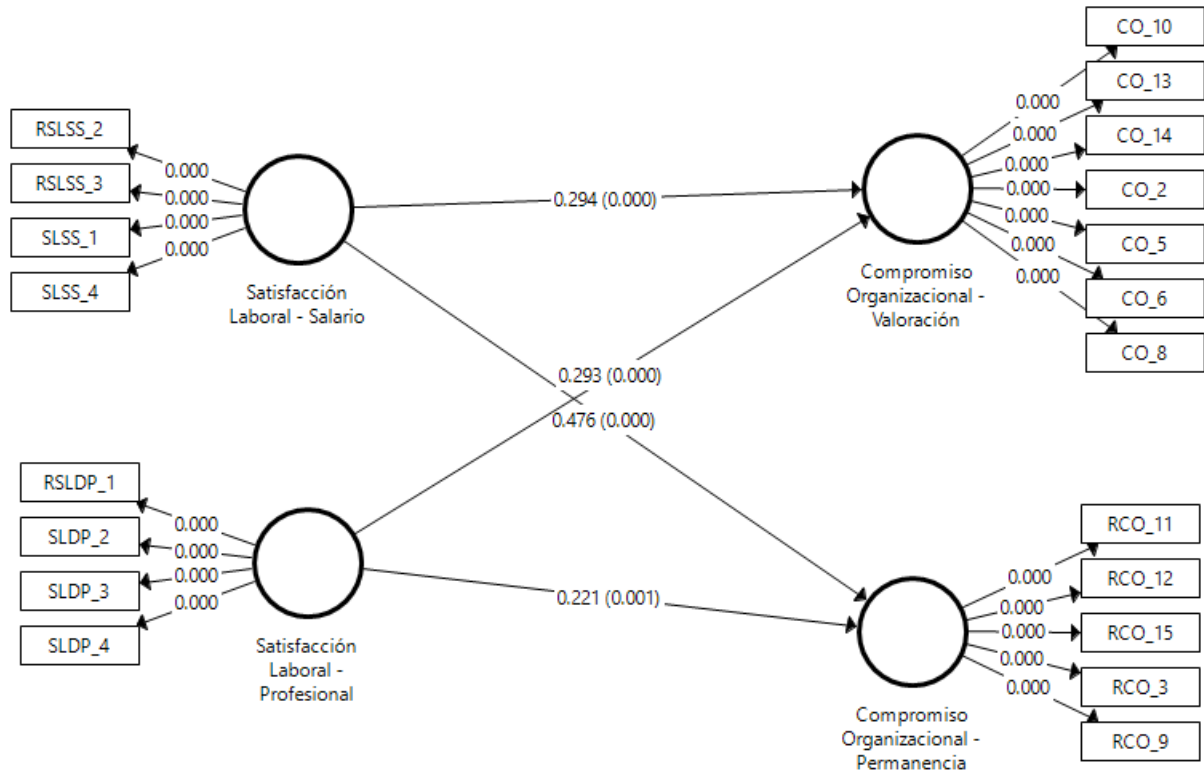 CO_10
CO_13
RSLSS_2
0.000
CO_14
0.000
0.000
RSLSS_3
0.000
0.000
CO_2
0.000
0.294 (0.000)
0.000
SLSS_1
0.000
0.000
CO_5
0.000
0.000
SLSS_4
Satisfacción
Laboral - Salario
Compromiso
Organizacional -
Valoración
0.000
CO_6
CO_8
0.293 (0.000)
0.476 (0.000)
RSLDP_1
0.000
SLDP_2
0.000
0.000
SLDP_3
0.000
0.221 (0.001)
SLDP_4
Satisfacción
Laboral -
Profesional
RCO_11
0.000
RCO_12
0.000
0.000
RCO_15
0.000
RCO_3
0.000
RCO_9
Compromiso
Organizacional -
Permanencia